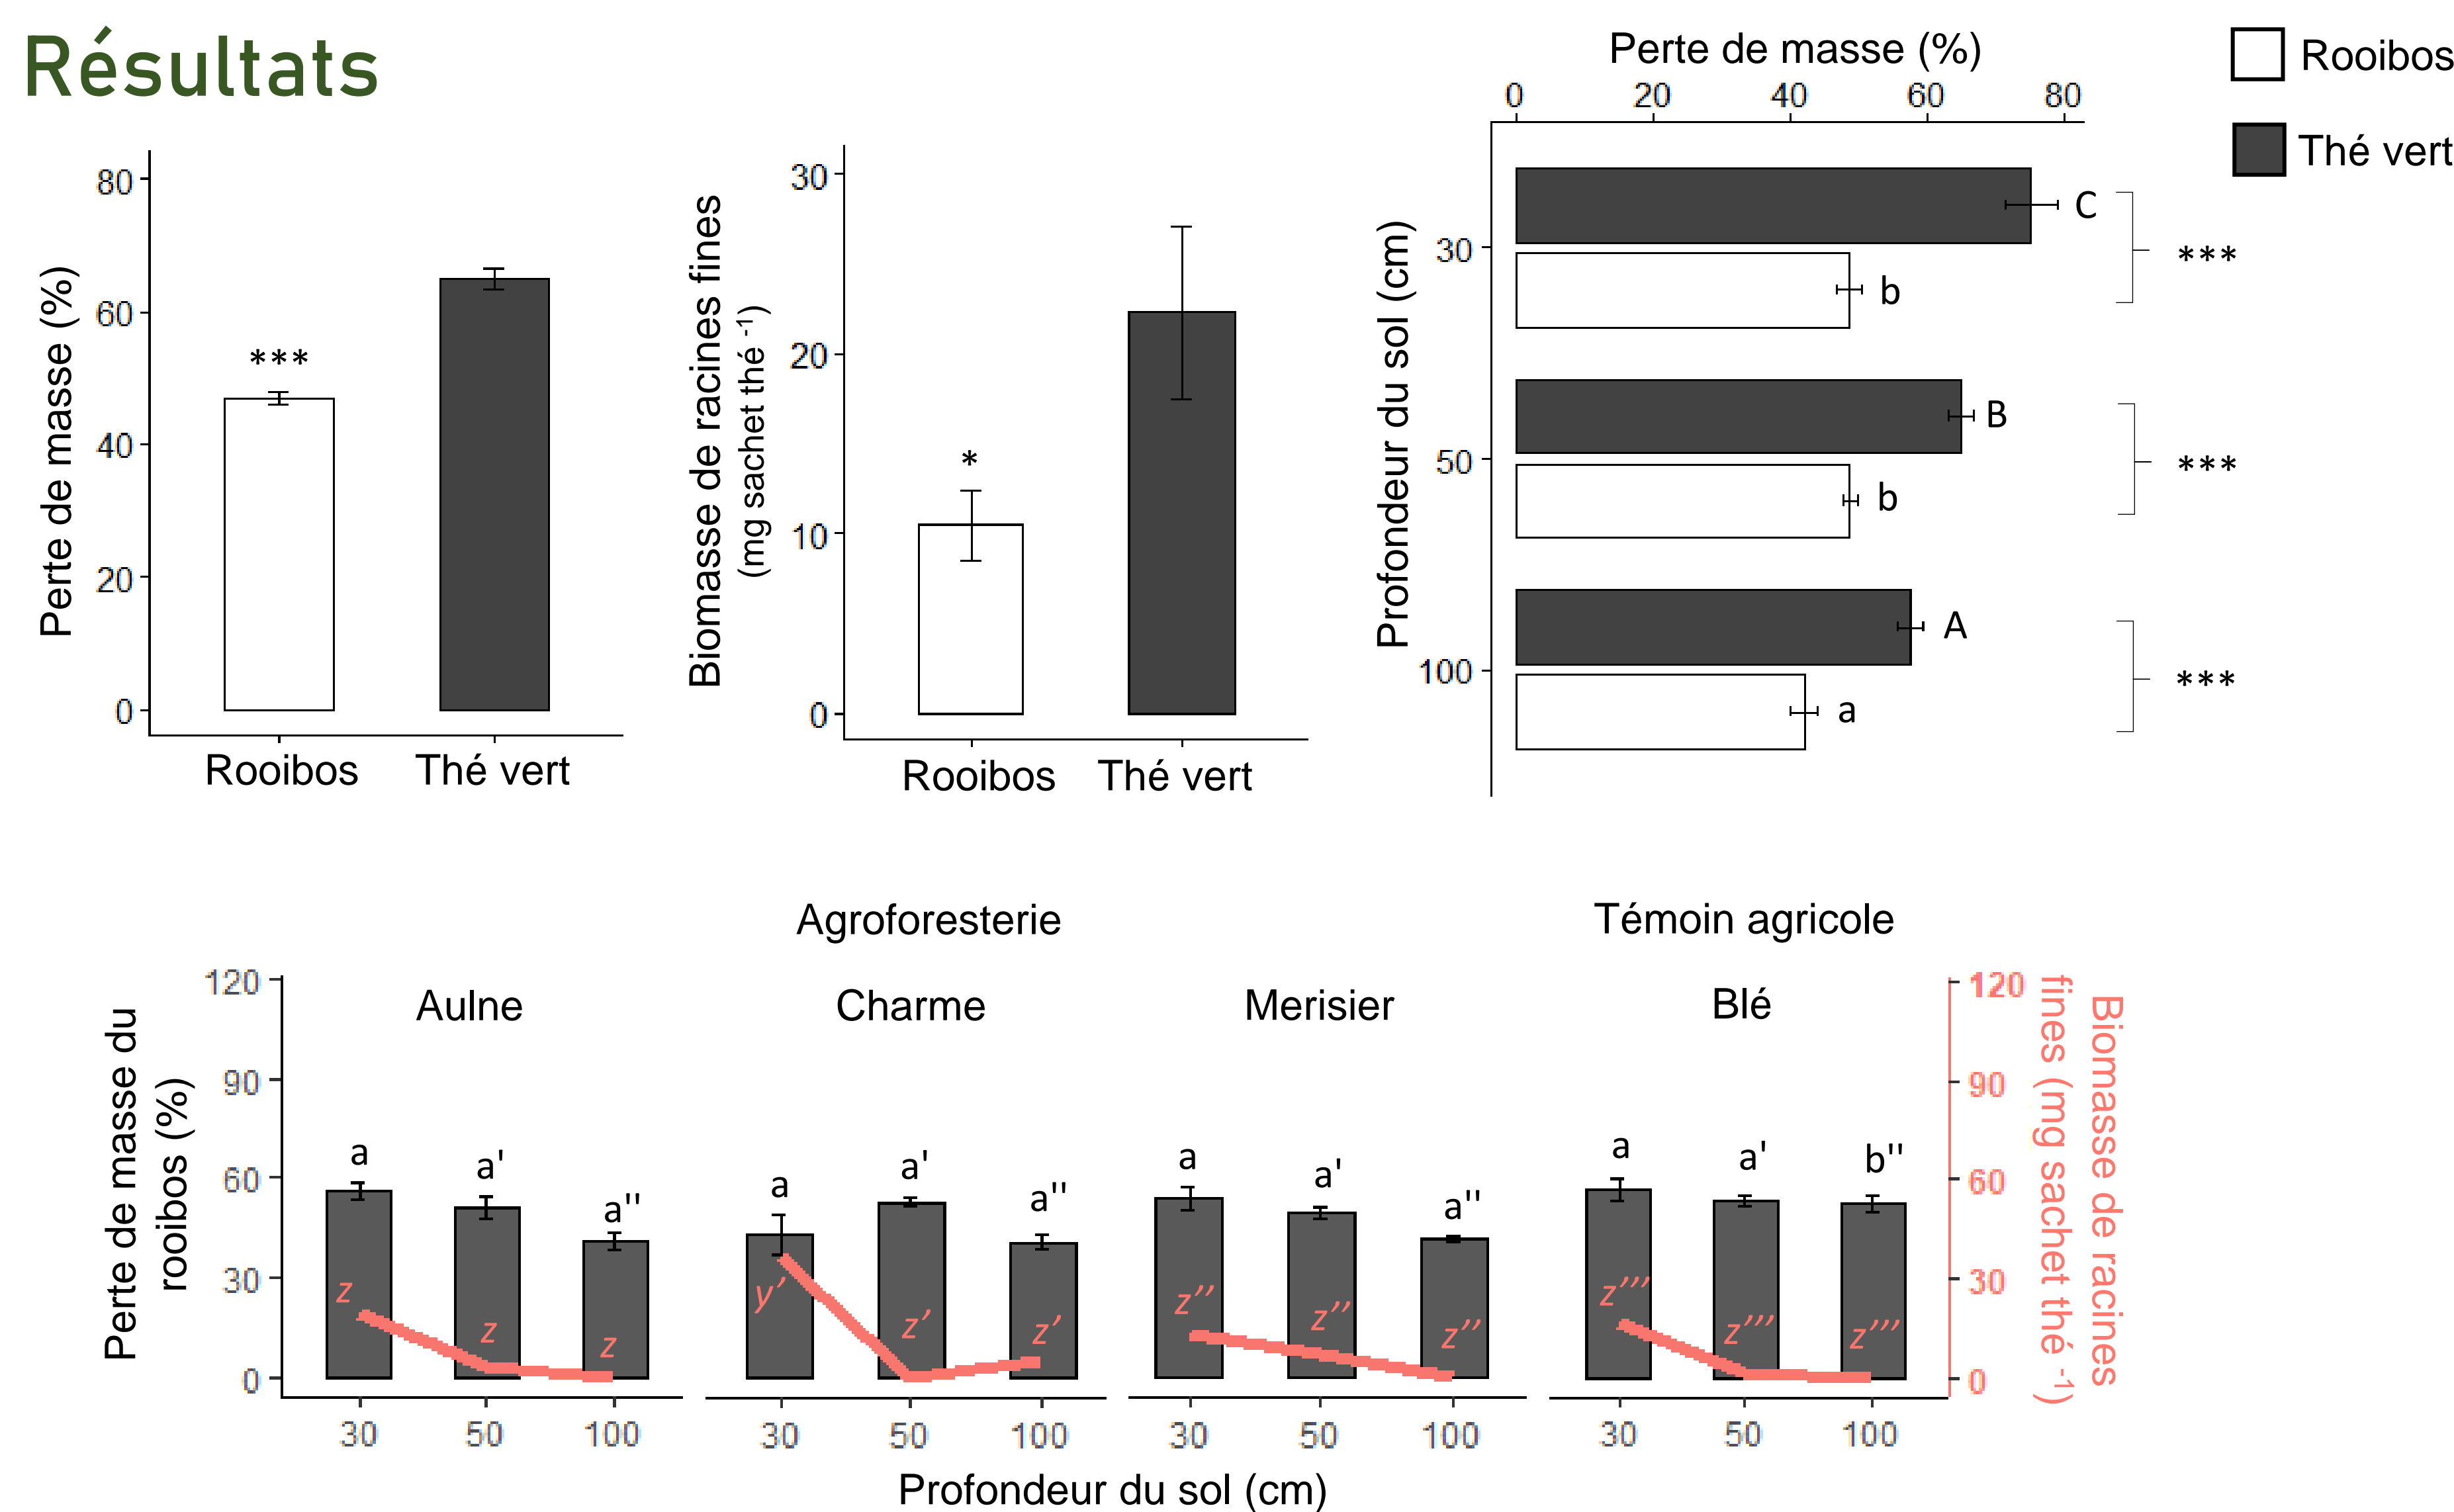 Résultats
Perte de masse (%)
80
60
40
20
0
***
Rooibos
Thé vert
Biomasse de racines fines
(mg sachet thé -1)
30
20
10
0
*
Rooibos
Thé vert
Perte de masse (%)
0 20 40 60 80
Profondeur du sol (cm)
30
50
100
C
b
***
B
b
***
A
a
***
Rooibos
Thé vert
Agroforesterie
Témoin agricole
Perte de masse du
rooibos (%)
120
90
60
30
0
Aulne
a a' a''
z z z
30 50 100
Charme
a a' a''
y’ z’ z’
30 50 100
Merisier
a a' a''
z’’ z’’ z’’
30 50 100
Blé
a a' b''
z’’’ z’’’ z’’’
30 50 100
120
90
60
30
0
Biomasse de racines
fines (mg sachet thé -1)
Profondeur du sol (cm)